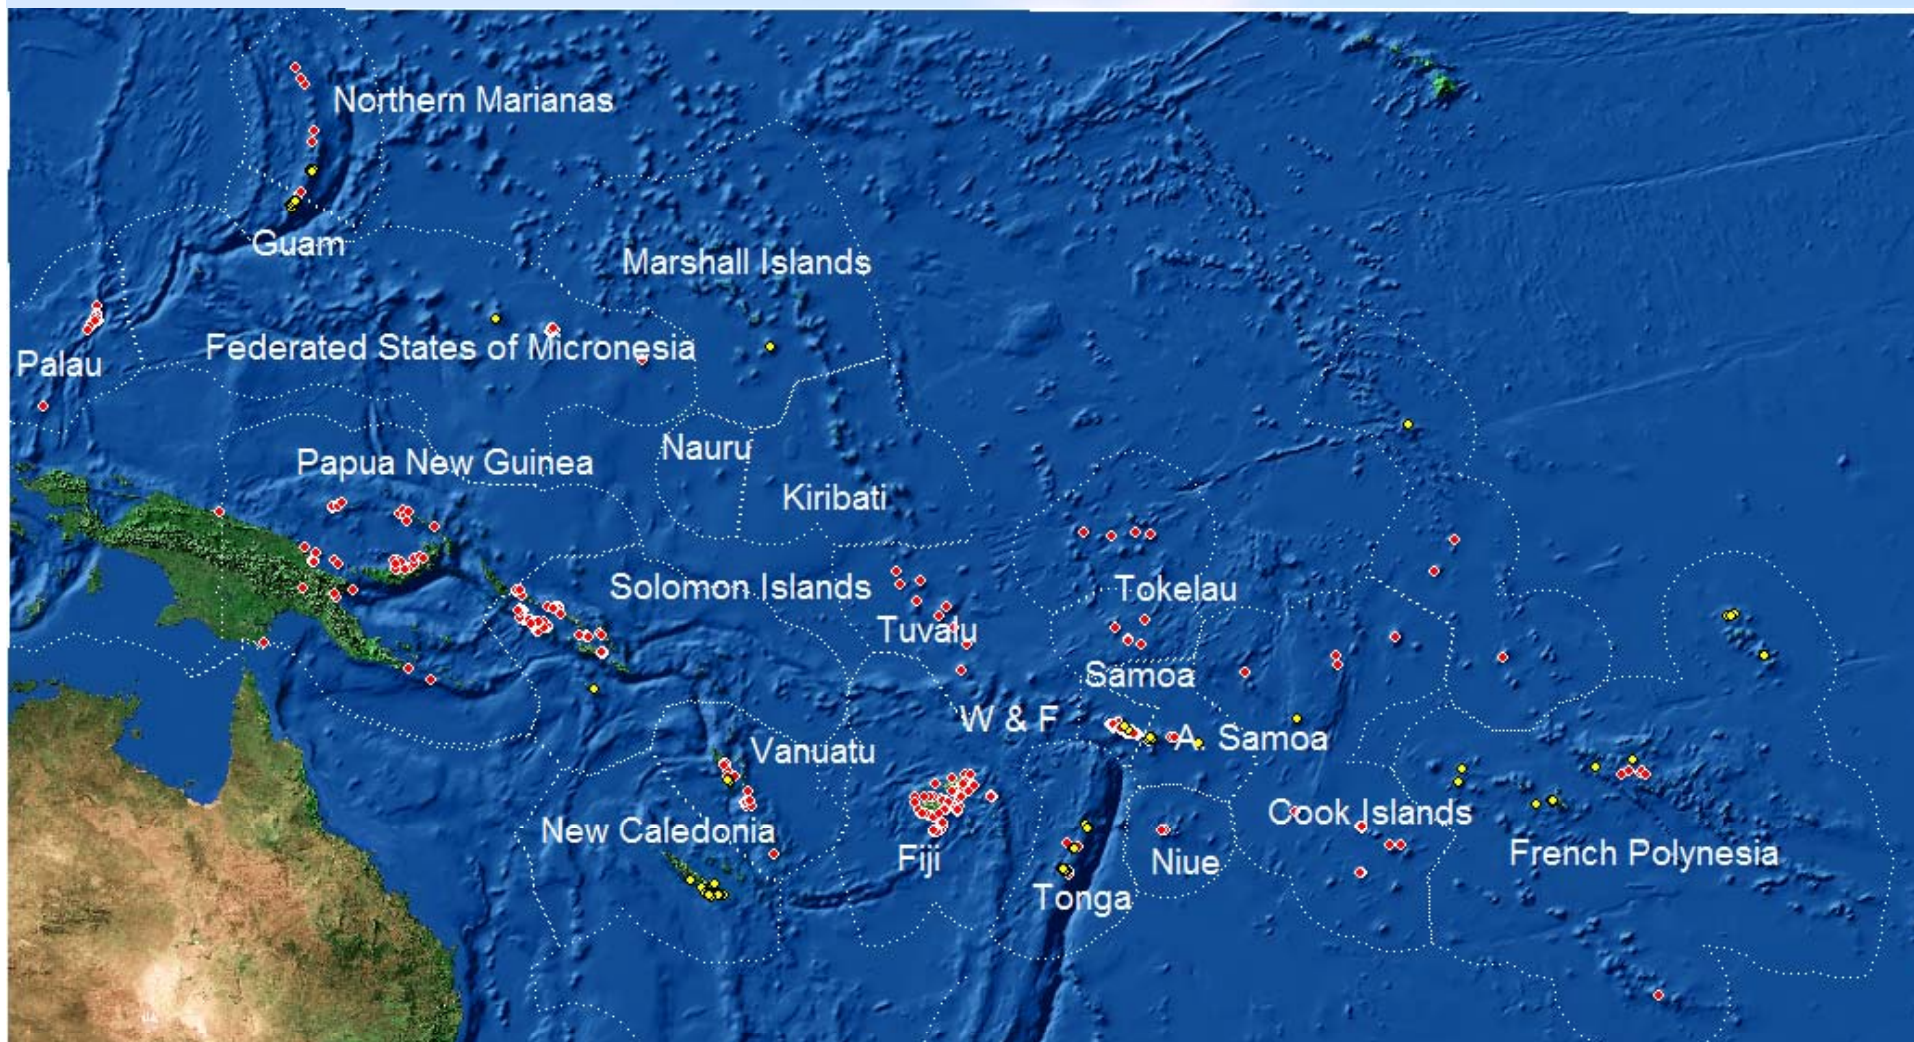 Northern Marianas
Guam
Marshall Islands
Federated States of Micronesia
Palau
Nauru
Papua New Guinea
Kiribati
Solomon Islands
Tokelau
Tuvalu
Samoa
W & F
A. Samoa
Vanuatu
Cook Islands
New Caledonia
French Polynesia
Fiji
Niue
Tonga